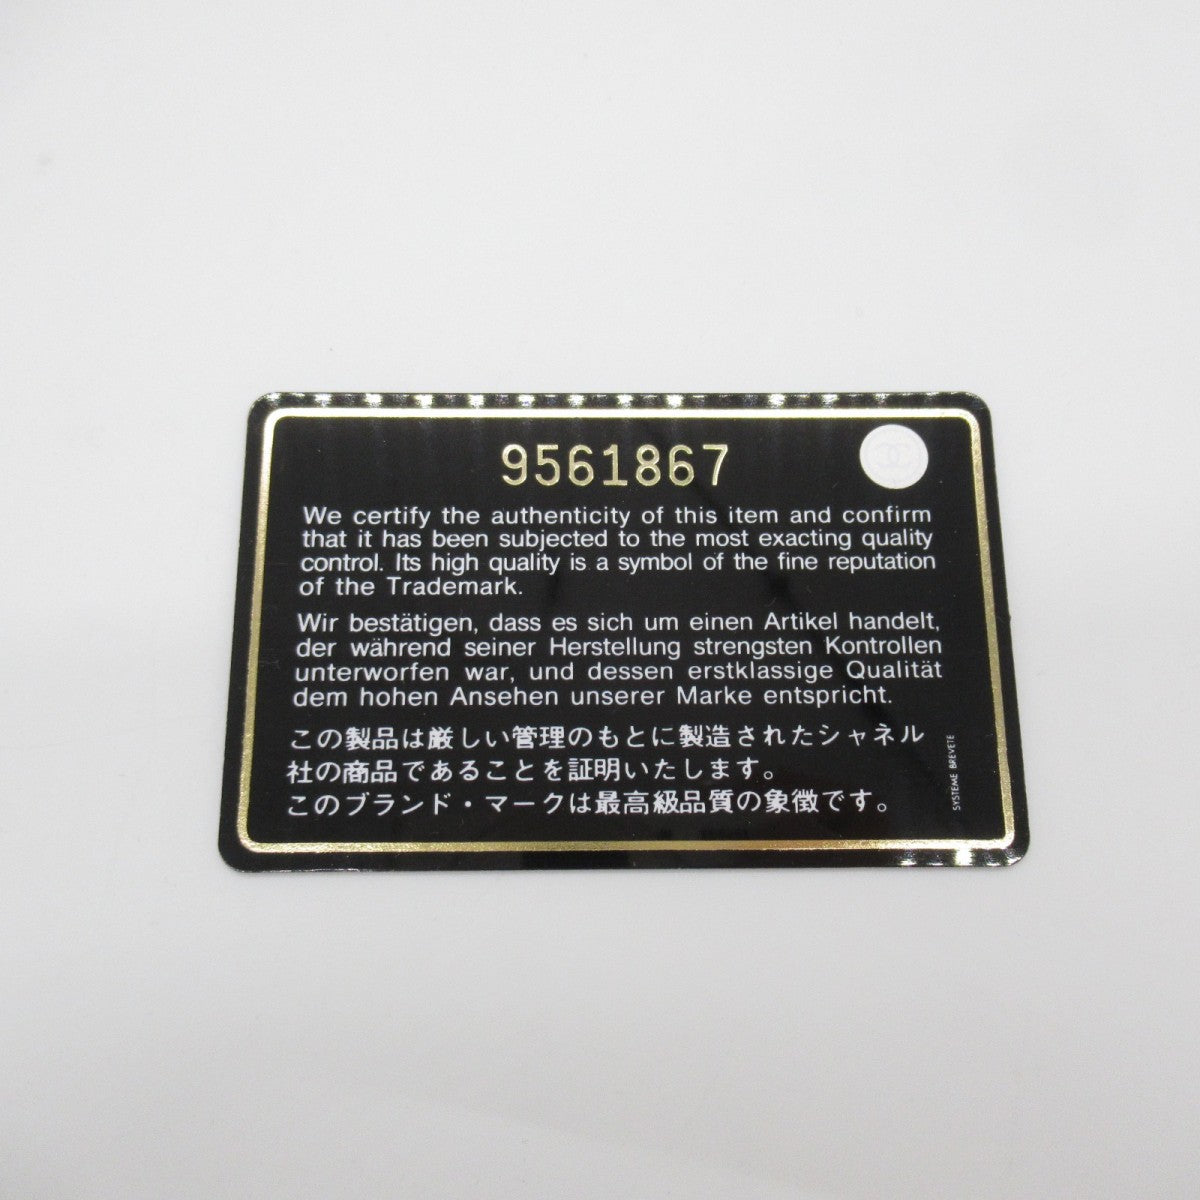 9561867
We certify the authenticity of this item and confirm
that it has been subjected to the most exacting quality
control. Its high quality is a symbol of the fine reputation
of the Trademark.
Wir bestätigen, dass es sich um einen Artikel handelt,
der während seiner Herstellung strengsten Kontrollen
unterworfen war, und dessen erstklassige Qualität
dem hohen Ansehen unserer Marke entspricht.
この製品は厳しい管理のもとに製造されたシャネル
社の商品であることを証明いたします。
このブランド・マークは最高級品質の象徴です。
SYSTEME BREVETE